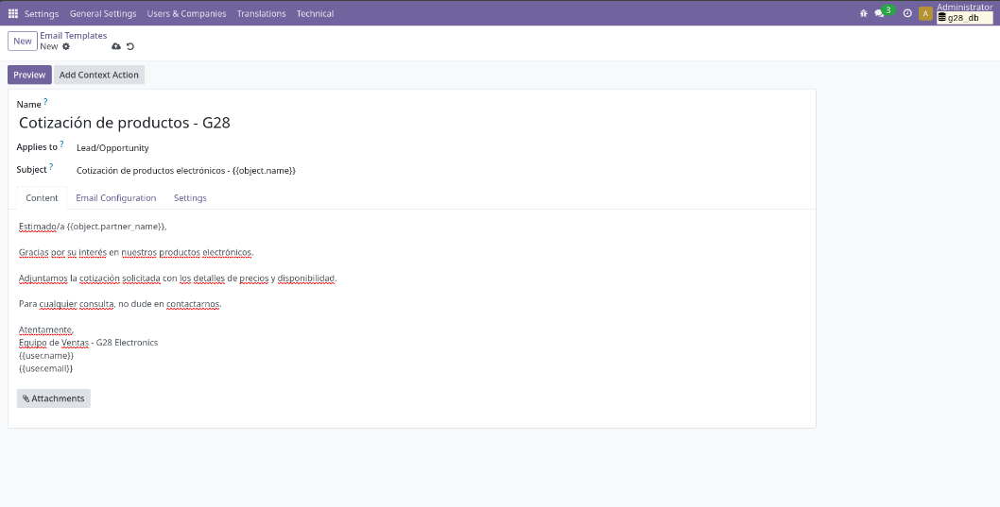 Settings General Settings Users & Companies Translations Technical 3 A Administrator
g28_db
New Email Templates
New
Preview Add Context Action
Name ?
Cotización de productos - G28
Applies to ? Lead/Opportunity
Subject ? Cotización de productos electrónicos - {{object.name}}
Content Email Configuration Settings
Estimado/a {{object.partner_name}},
Gracias por su interés en nuestros productos electrónicos.
Adjuntamos la cotización solicitada con los detalles de precios y disponibilidad.
Para cualquier consulta, no dude en contactarnos.
Atentamente,
Equipo de Ventas - G28 Electronics
{{user.name}}
{{user.email}}
Attachments